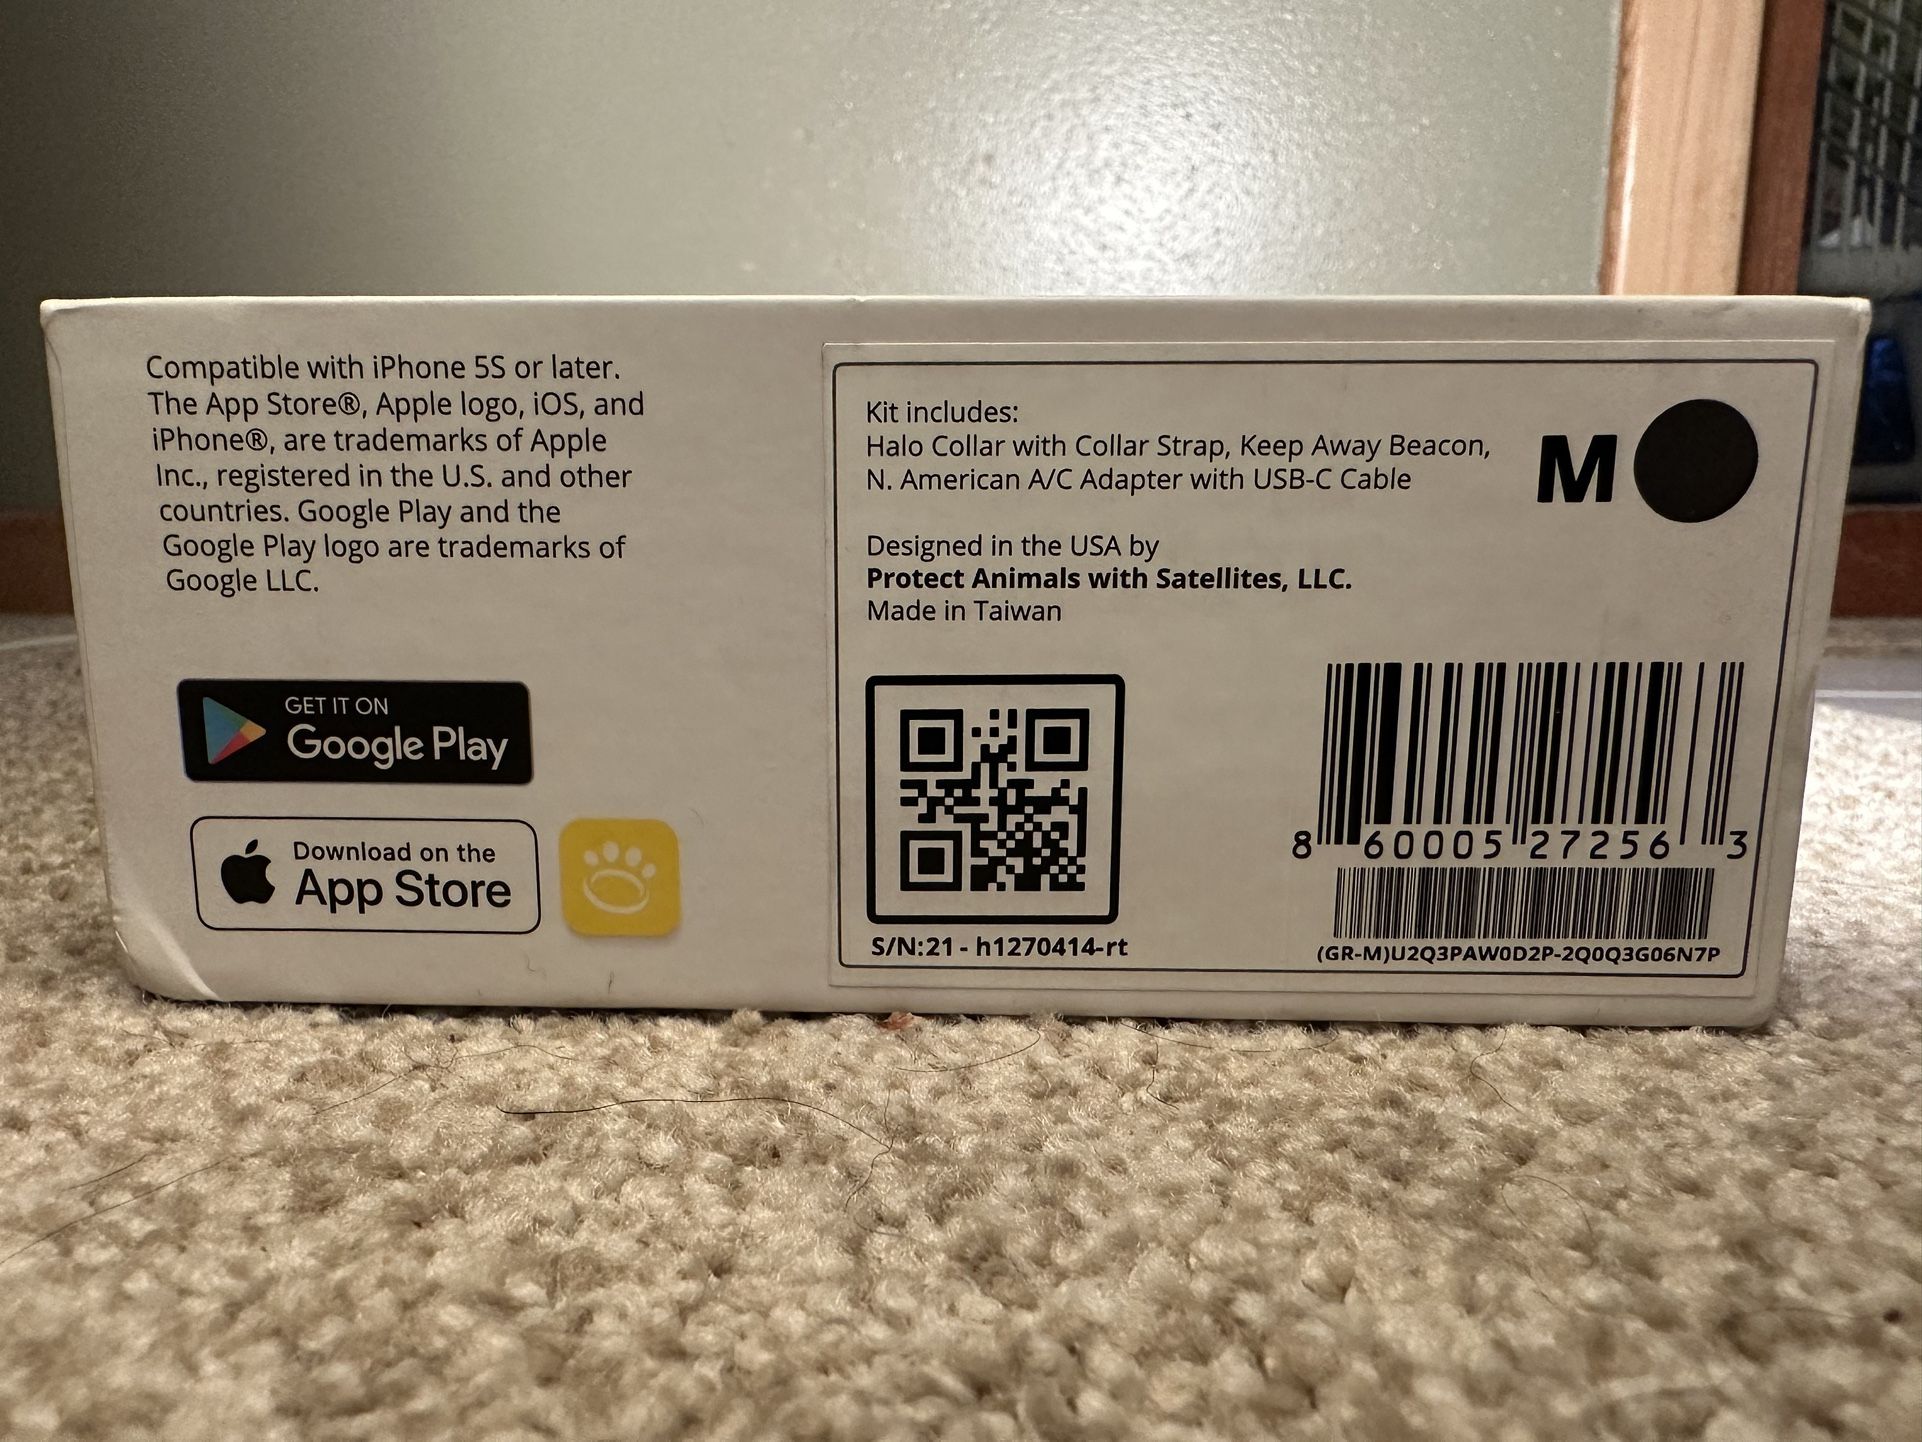 Compatible with iPhone 5S or later.
The App Store®, Apple logo, iOS, and
iPhone®, are trademarks of Apple
Inc., registered in the U.S. and other
countries. Google Play and the
Google Play logo are trademarks of
Google LLC.
GET IT ON
Google Play
Download on the
App Store
Kit includes:
Halo Collar with Collar Strap, Keep Away Beacon,
N. American A/C Adapter with USB-C Cable
M
Designed in the USA by
Protect Animals with Satellites, LLC.
Made in Taiwan
S/N:21 - h1270414-rt
8 60005 27256 3
(GR-M)U2Q3PAW0D2P-2Q0Q3G06N7P